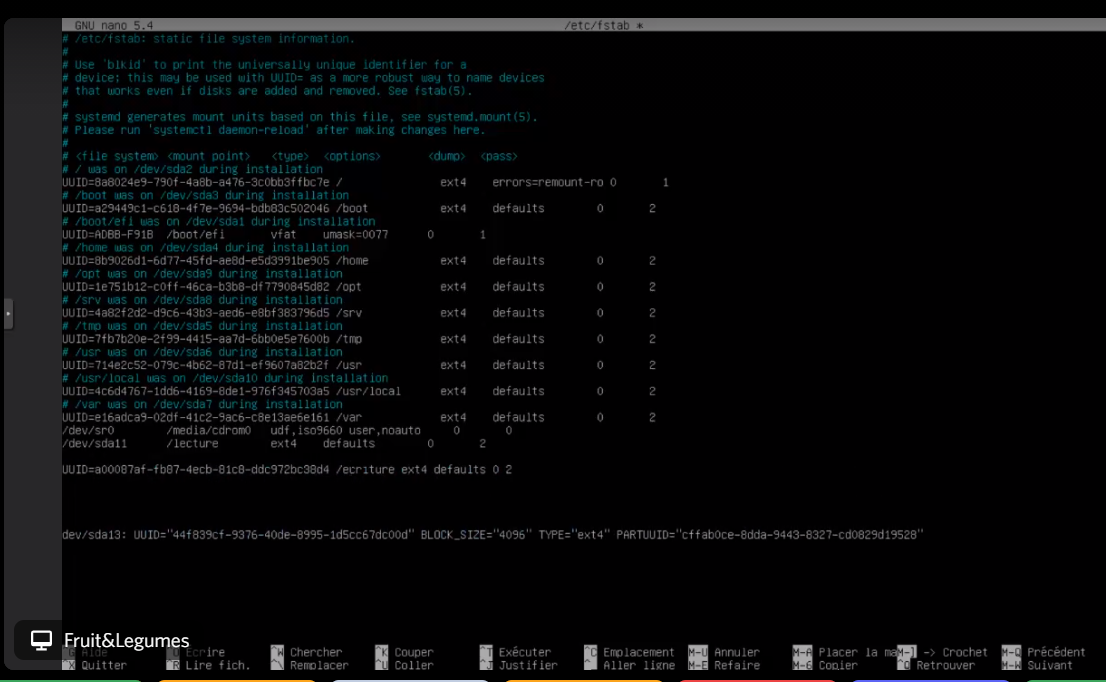 GNU nano 5.4 /etc/fstab *
# /etc/fstab: static file system information.
#
# Use 'blkid' to print the universally unique identifier for a
# device; this may be used with UUID= as a more robust way to name devices
# that works even if disks are added and removed. See fstab(5).
#
# systemd generates mount units based on this file, see systemd.mount(5).
# Please run 'systemctl daemon-reload' after making changes here.
#
# <file system> <mount point> <type> <options> <dump> <pass>
# / was on /dev/sda2 during installation
UUID=8a8024e9-790f-4a8b-a476-3c0bb3ffbc7e / ext4 errors=remount-ro 0 1
# /boot was on /dev/sda3 during installation
UUID=a29449c1-c618-4f7e-9694-bdb83c502046 /boot ext4 defaults 0 2
# /boot/efi was on /dev/sda1 during installation
UUID=ADBB-F91B /boot/efi vfat umask=0077 0 1
# /home was on /dev/sda4 during installation
UUID=8b9026d1-6d77-45fd-ae8d-e5d3991be905 /home ext4 defaults 0 2
# /opt was on /dev/sda9 during installation
UUID=1e751b12-c0ff-46ca-b3b8-df7790845d82 /opt ext4 defaults 0 2
# /srv was on /dev/sda8 during installation
UUID=4a82f2d2-d9c6-43b3-aed6-e8bf383796d5 /srv ext4 defaults 0 2
# /tmp was on /dev/sda5 during installation
UUID=7fb7b20e-2f99-4415-aa7d-6bb0e5e7600b /tmp ext4 defaults 0 2
# /usr was on /dev/sda6 during installation
UUID=714e2c52-079c-4b62-87d1-ef9607a82b2f /usr ext4 defaults 0 2
# /usr/local was on /dev/sda10 during installation
UUID=4c6d4767-1dd6-4169-8de1-976f345703a5 /usr/local ext4 defaults 0 2
# /var was on /dev/sda7 during installation
UUID=e16adca9-02df-41c2-9ac6-c8e13ae6e161 /var ext4 defaults 0 2
/dev/sr0 /media/cdrom0 udf,iso9660 user,noauto 0 0
/dev/sda11 /lecture ext4 defaults 0 2
UUID=a00087af-fb87-4ecb-81c8-ddc972bc38d4 /ecriture ext4 defaults 0 2
dev/sda13: UUID="44f839cf-9376-40de-8995-1d5cc67dc00d" BLOCK_SIZE="4096" TYPE="ext4" PARTUUID="cffab0ce-8dda-9443-8327-cd0829d19528"
Fruit&Legumes
^G Aide ^O Écrire ^W Chercher ^K Couper ^T Exécuter ^C Emplacement M-U Annuler M-A Placer la ma M-] -> Crochet M-Q Précédent
^X Quitter ^R Lire fich. ^\ Remplacer ^U Coller ^J Justifier ^_ Aller ligne M-E Refaire M-6 Copier ^Q Retrouver M-W Suivant